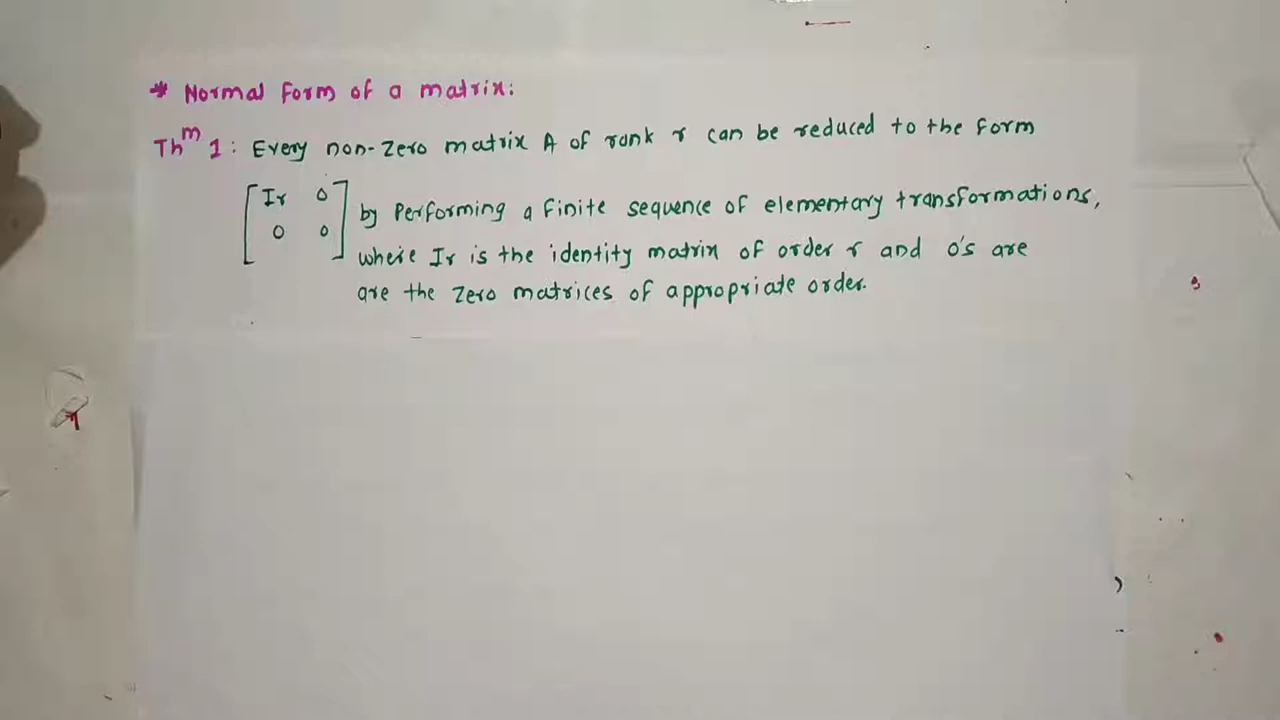 * Normal Form of a matrix:
Thm 1: Every non-zero matrix A of rank r can be reduced to the form
[Ir 0
0 0] by Performing a finite sequence of elementary transformations,
where Ir is the identity matrix of order r and 0's are
are the zero matrices of appropriate order.